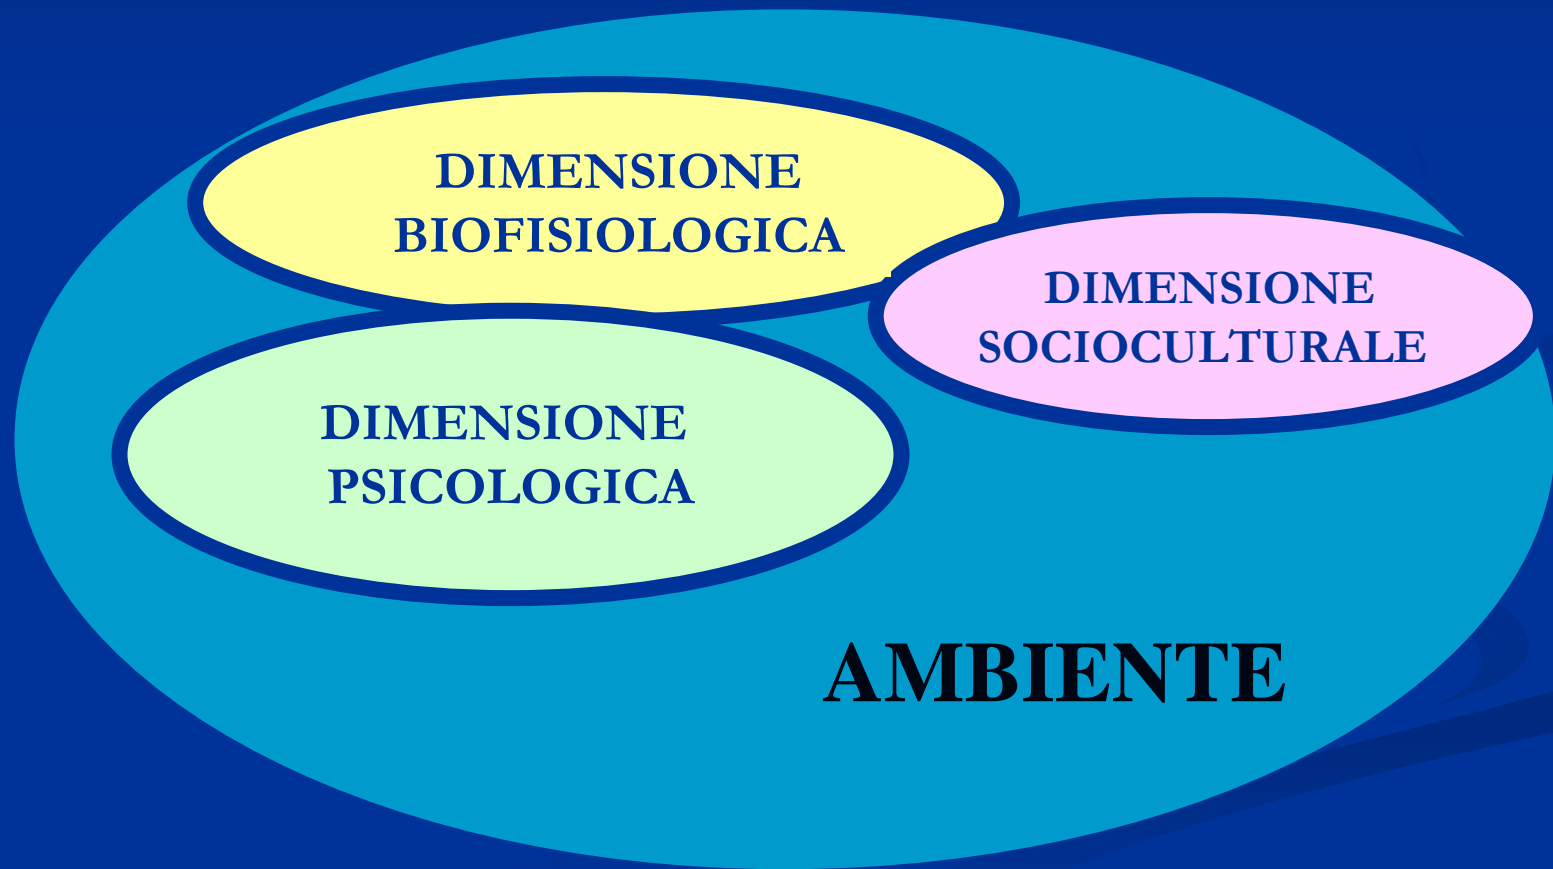 DIMENSIONE
BIOFISIOLOGICA
DIMENSIONE
SOCIOCULTURALE
DIMENSIONE
PSICOLOGICA
AMBIENTE